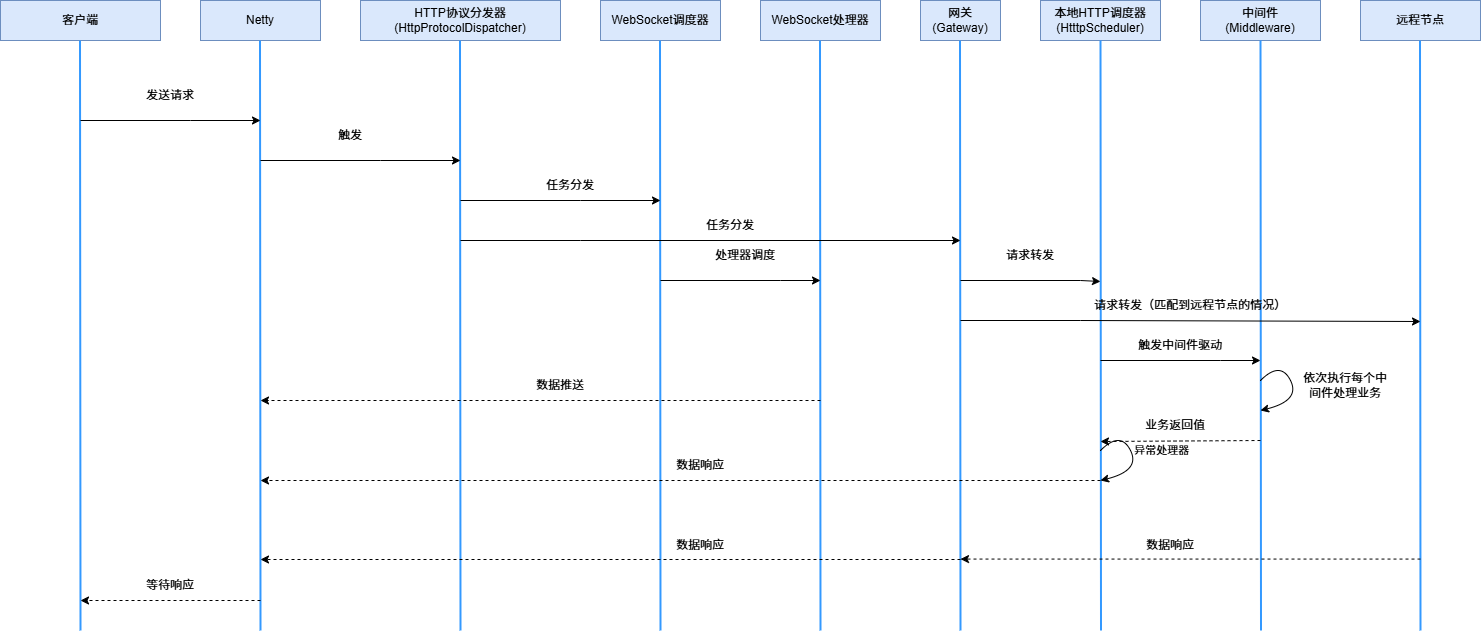 客户端
Netty
HTTP协议分发器
(HttpProtocolDispatcher)
WebSocket调度器
WebSocket处理器
网关
(Gateway)
本地HTTP调度器
(HtttpScheduler)
中间件
(Middleware)
远程节点
发送请求
触发
任务分发
任务分发
处理器调度
请求转发
请求转发（匹配到远程节点的情况）
触发中间件驱动
数据推送
依次执行每个中
间件处理业务
业务返回值
异常处理器
数据响应
数据响应
数据响应
等待响应